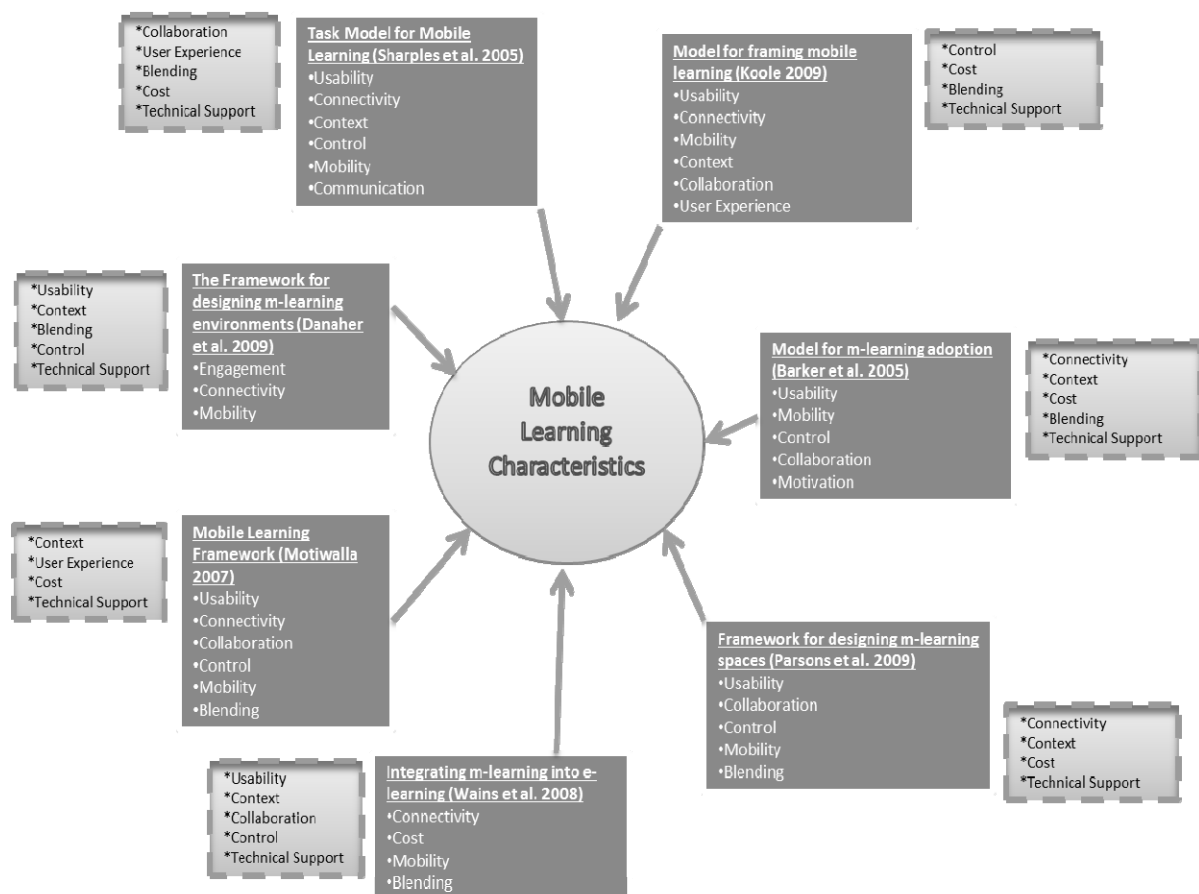 *Collaboration
*User Experience
*Blending
*Cost
*Technical Support
Task Model for Mobile
Learning (Sharples et al. 2005)
•Usability
•Connectivity
•Context
•Control
•Mobility
•Communication
Model for framing mobile
learning (Koole 2009)
•Usability
•Connectivity
•Mobility
•Context
•Collaboration
•User Experience
*Control
*Cost
*Blending
*Technical Support
*Usability
*Context
*Blending
*Control
*Technical Support
The Framework for
designing m-learning
environments (Danaher
et al. 2009)
•Engagement
•Connectivity
•Mobility
Mobile
Learning
Characteristics
Model for m-learning adoption
(Barker et al. 2005)
•Usability
•Mobility
•Control
•Collaboration
•Motivation
*Connectivity
*Context
*Cost
*Blending
*Technical Support
*Context
*User Experience
*Cost
*Technical Support
Mobile Learning
Framework (Motiwalla
2007)
•Usability
•Connectivity
•Collaboration
•Control
•Mobility
•Blending
Framework for designing m-learning
spaces (Parsons et al. 2009)
•Usability
•Collaboration
•Control
•Mobility
•Blending
*Connectivity
*Context
*Cost
*Technical Support
*Usability
*Context
*Collaboration
*Control
*Technical Support
Integrating m-learning into e-
learning (Wains et al. 2008)
•Connectivity
•Cost
•Mobility
•Blending